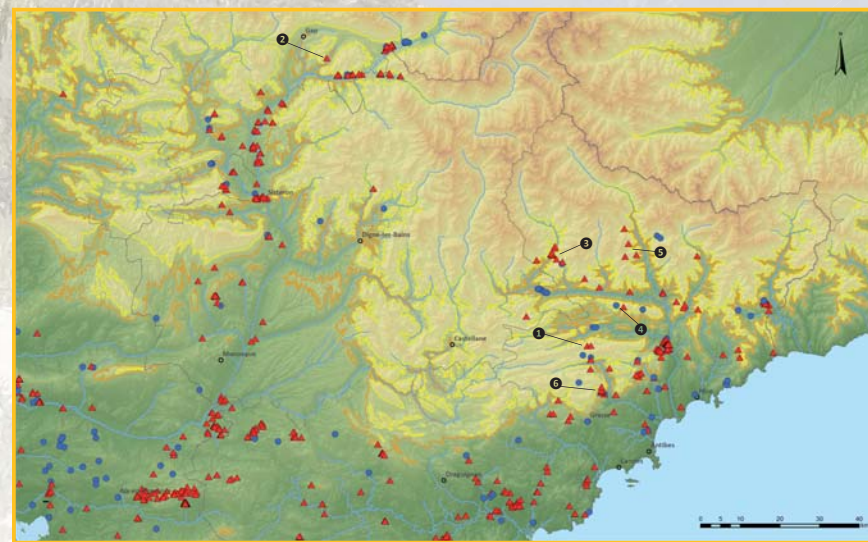 Gap
2
Sisteron
Digne-les-Bains
3
5
4
1
Castellane
Manosque
6
Grasse
Nice
Antibes
Cannes
Draguignan
0 5 10 20 30 40